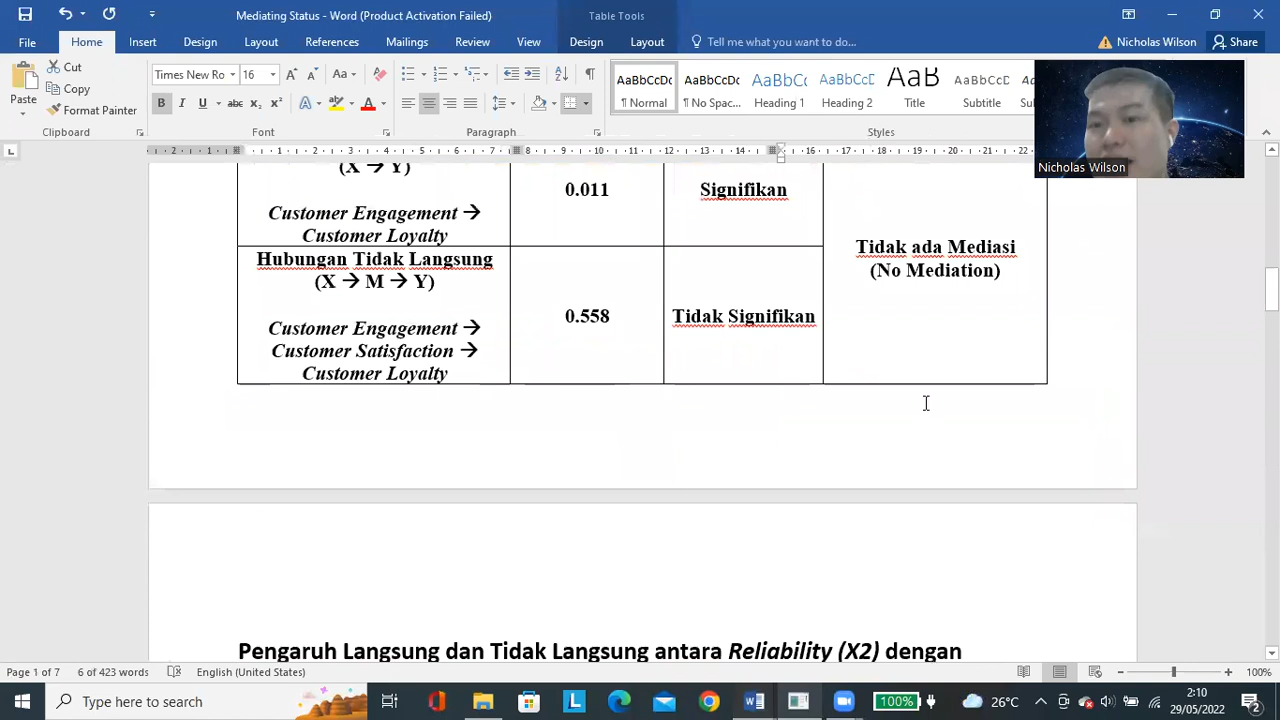 Mediating Status - Word (Product Activation Failed)
Table Tools
File
Home
Insert
Design
Layout
References
Mailings
Review
View
Design
Layout
Tell me what you want to do...
Nicholas Wilson
Share
Paste
Cut
Copy
Format Painter
Clipboard
Times New Ro
16
Font
Paragraph
AaBbCcDc
¶ Normal
AaBbCcDc
¶ No Spac...
AaBbCc
Heading
AaBbCcD
Heading 2
AaB
Title
AaBbCcD
Subtitle
Styles
Nicholas Wilson
(X → Y)
Customer Engagement →
Customer Loyalty
0.011
Signifikan
Tidak ada Mediasi
(No Mediation)
Hubungan Tidak Langsung
(X → M → Y)
Customer Engagement →
Customer Satisfaction →
Customer Loyalty
0.558
Tidak Signifikan
Pengaruh Langsung dan Tidak Langsung antara Reliability (X2) dengan
Page 1 of 7
6 of 423 words
English (United States)
100%
Type here to search
100%
26°C
2:10
29/05/2022
2